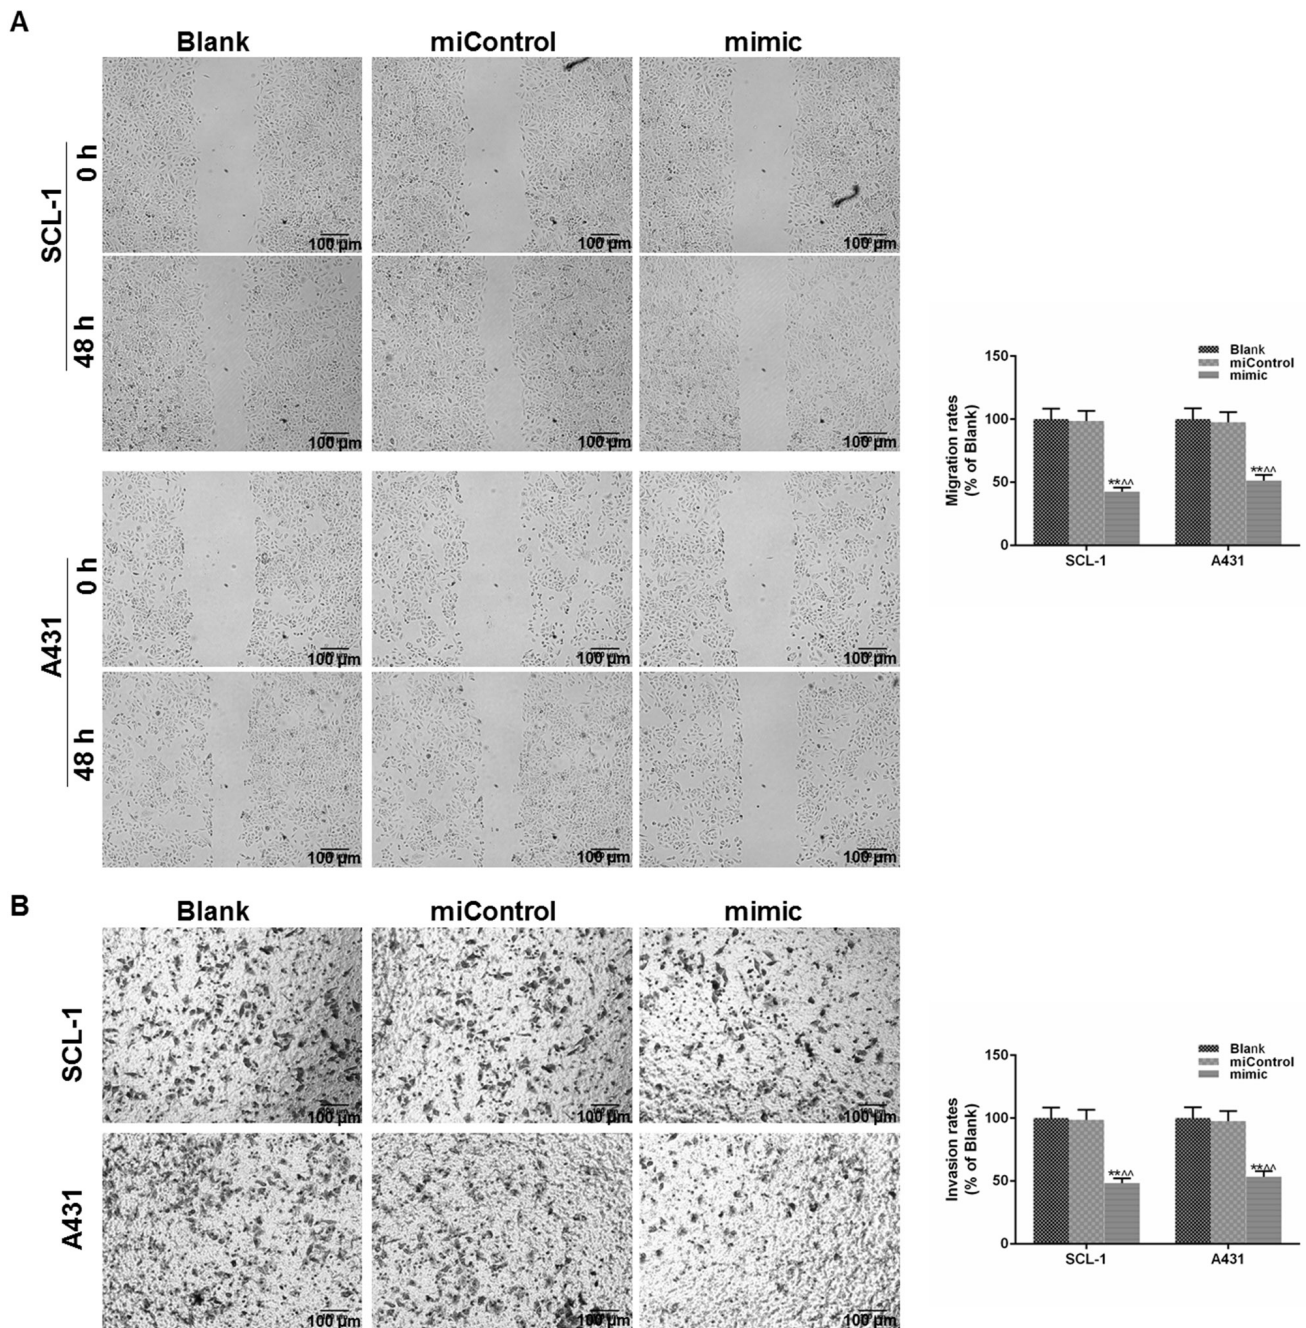 A
Blank miControl mimic
SCL-1
0 h
100 µm 100 µm 100 µm
48 h
100 µm 100 µm 100 µm
A431
0 h
100 µm 100 µm 100 µm
48 h
100 µm 100 µm 100 µm
Migration rates
(% of Blank)
150
100
50
0
Blank
miControl
mimic
**^^ **^^
SCL-1 A431
B
Blank miControl mimic
SCL-1
100 µm 100 µm 100 µm
A431
100 µm 100 µm 100 µm
Invasion rates
(% of Blank)
150
100
50
0
Blank
miControl
mimic
**^^ **^^
SCL-1 A431